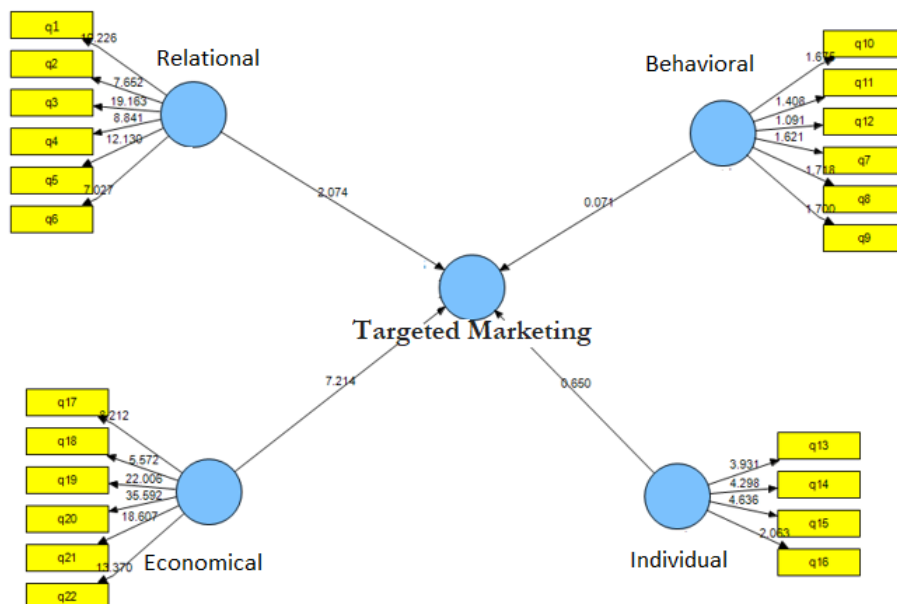 q1
10.226
q2
7.652
q3
19.163
q4
8.841
q5
12.130
q6
7.027
Relational
Behavioral
q10
1.675
q11
1.408
q12
1.091
q7
1.621
q8
1.718
q9
1.700
2.074
0.071
Targeted Marketing
7.214
0.650
q17
8.212
q18
5.572
q19
22.006
q20
35.592
q21
18.607
q22
13.370
Economical
q13
3.931
q14
4.298
q15
4.636
q16
2.063
Individual